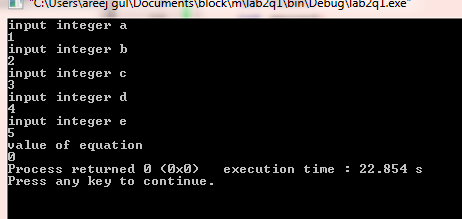 "C:\Users\areej gul\Documents\block\m\lab2q1\bin\Debug\lab2q1.exe"
input integer a
1
input integer b
2
input integer c
3
input integer d
4
input integer e
5
value of equation
0
Process returned 0 (0x0)   execution time : 22.854 s
Press any key to continue.